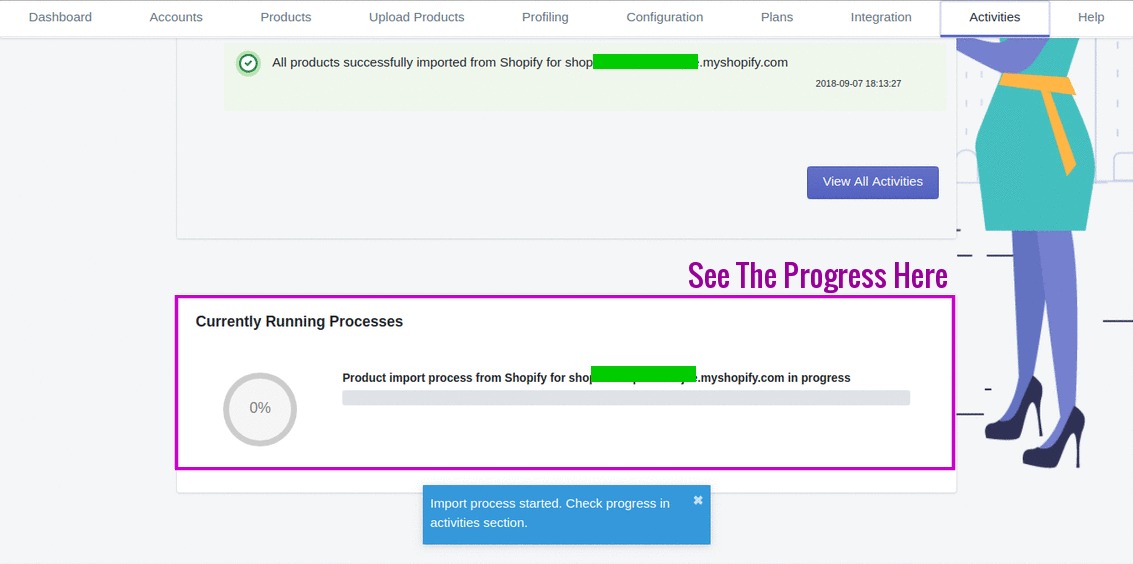 Dashboard Accounts Products Upload Products Profiling Configuration Plans Integration Activities Help
All products successfully imported from Shopify for shop .myshopify.com
2018-09-07 18:13:27
View All Activities
See The Progress Here
Currently Running Processes
Product import process from Shopify for shop .myshopify.com in progress
0%
Import process started. Check progress in
activities section.